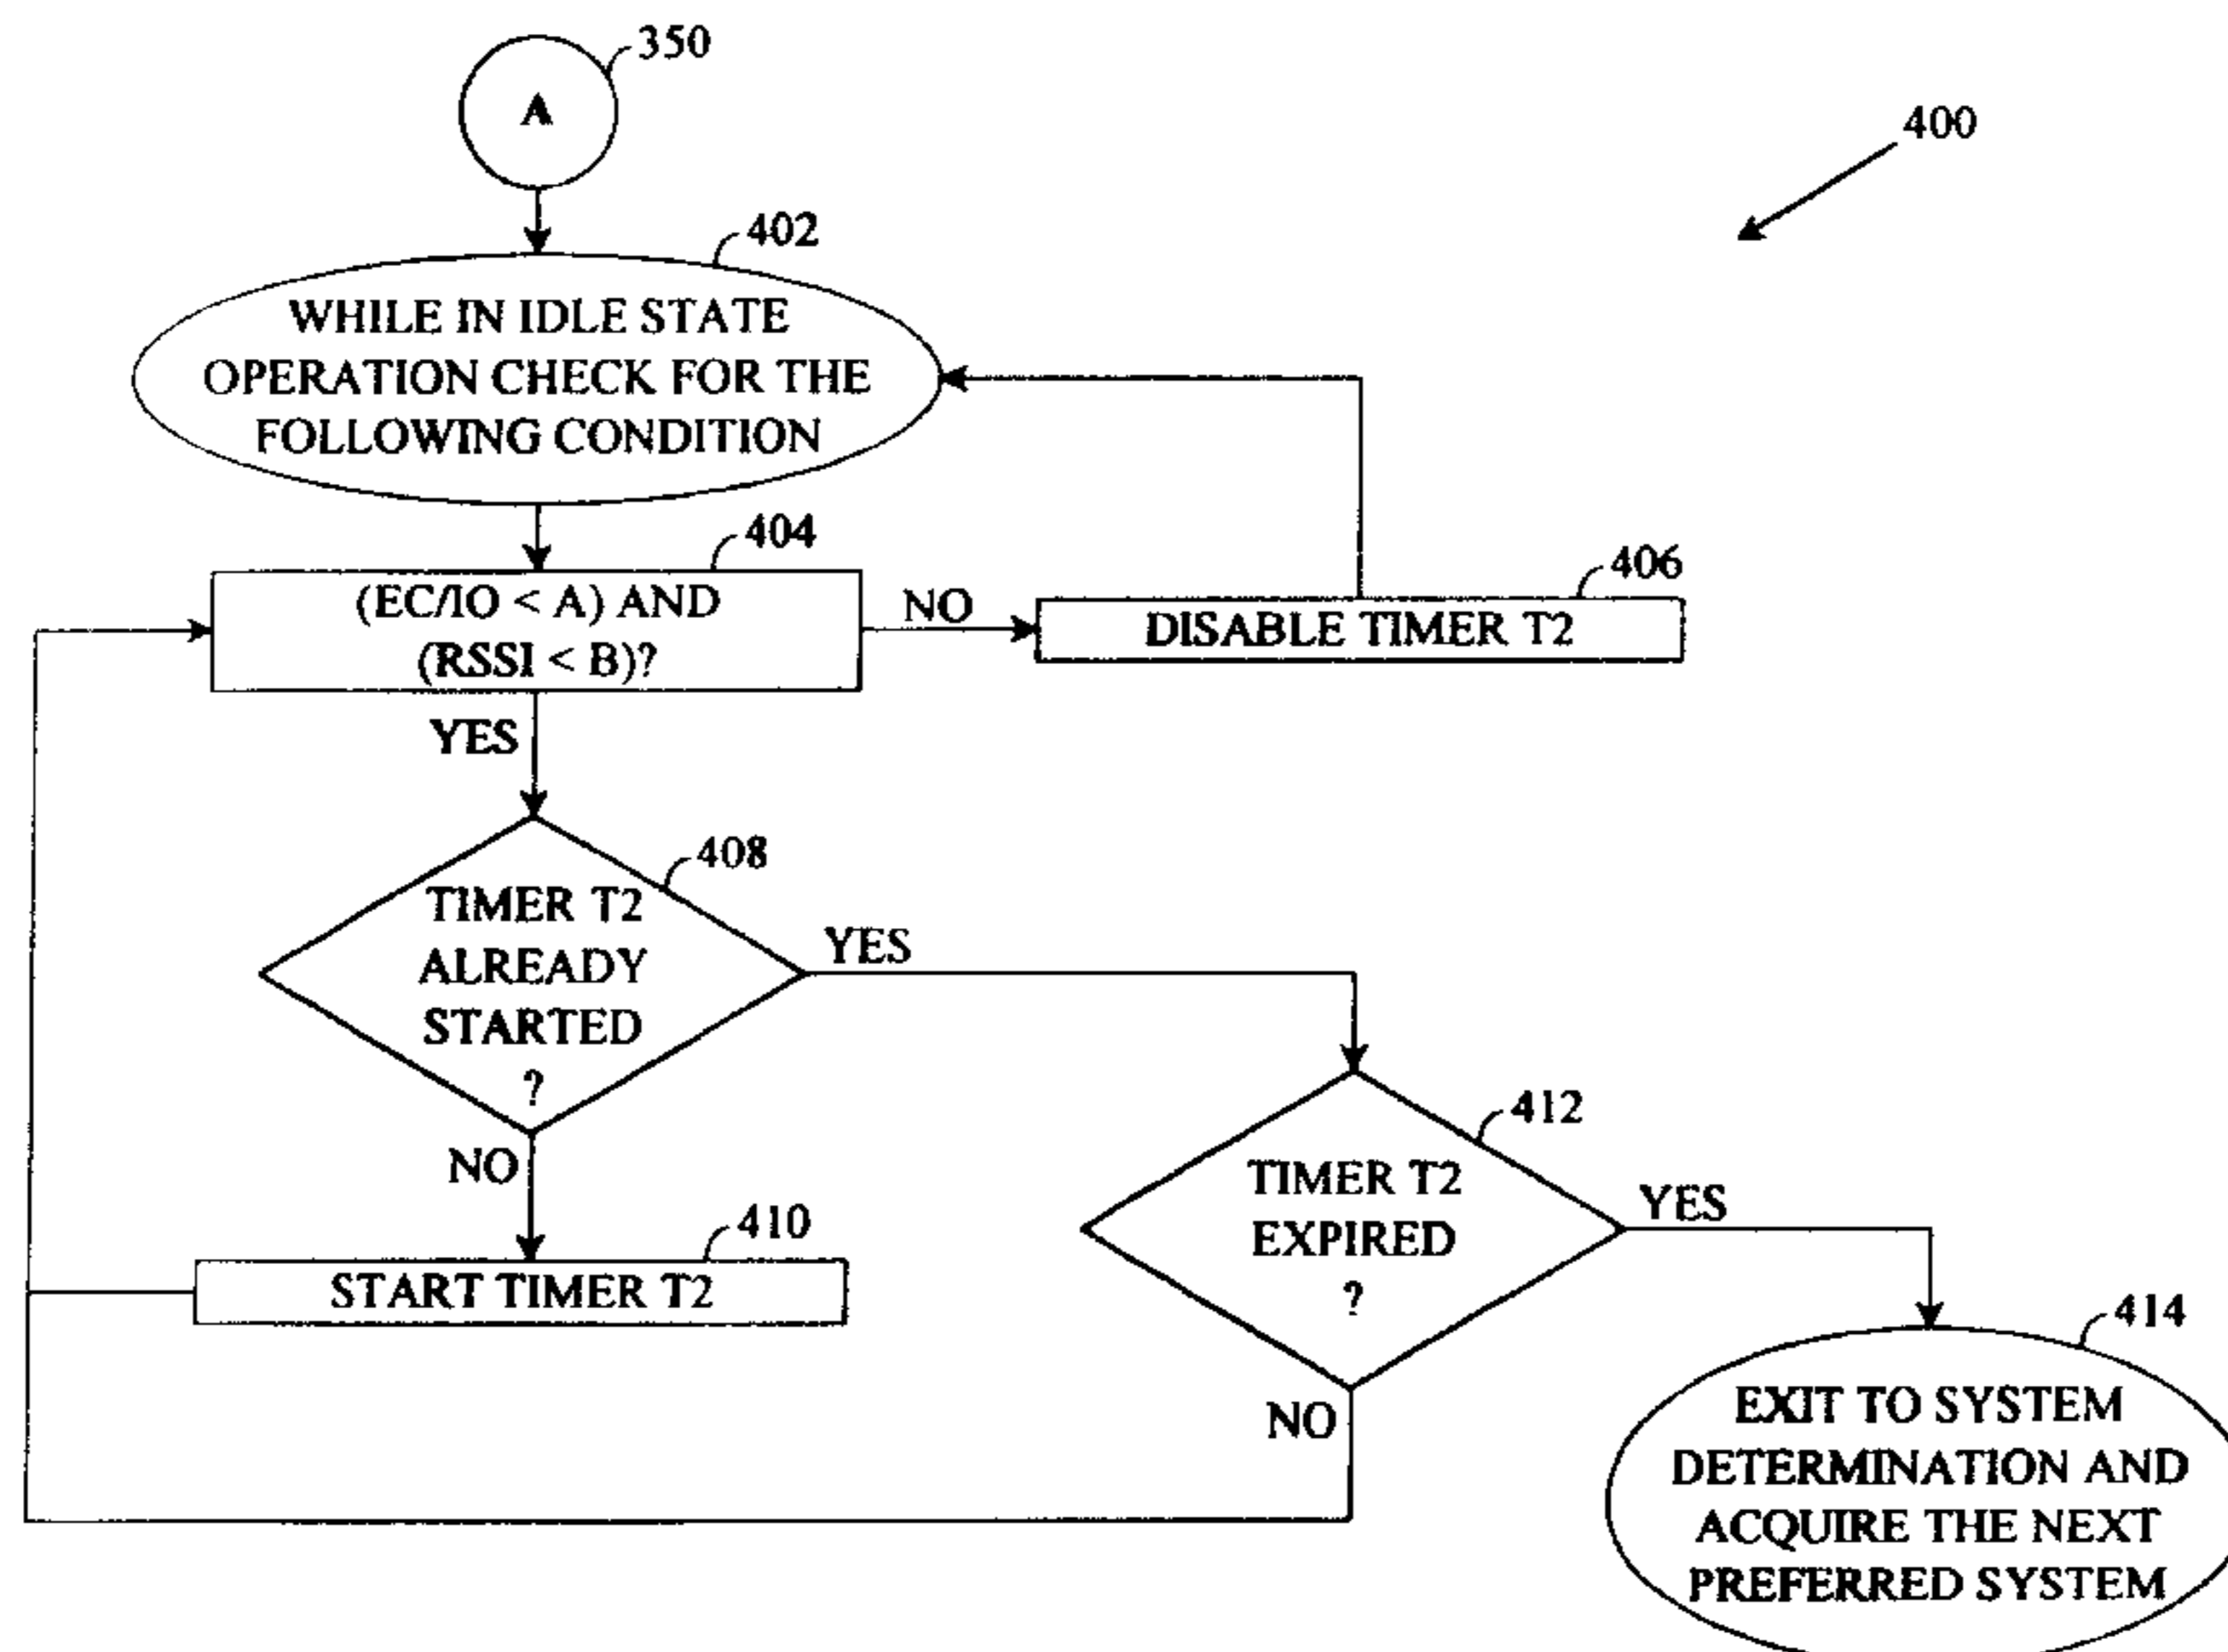 350
A
400
402
WHILE IN IDLE STATE
OPERATION CHECK FOR THE
FOLLOWING CONDITION
404
(EC/IO < A) AND
(RSSI < B)?
NO
406
DISABLE TIMER T2
YES
408
TIMER T2
ALREADY
STARTED
?
YES
NO
410
START TIMER T2
412
TIMER T2
EXPIRED
?
YES
NO
414
EXIT TO SYSTEM
DETERMINATION AND
ACQUIRE THE NEXT
PREFERRED SYSTEM